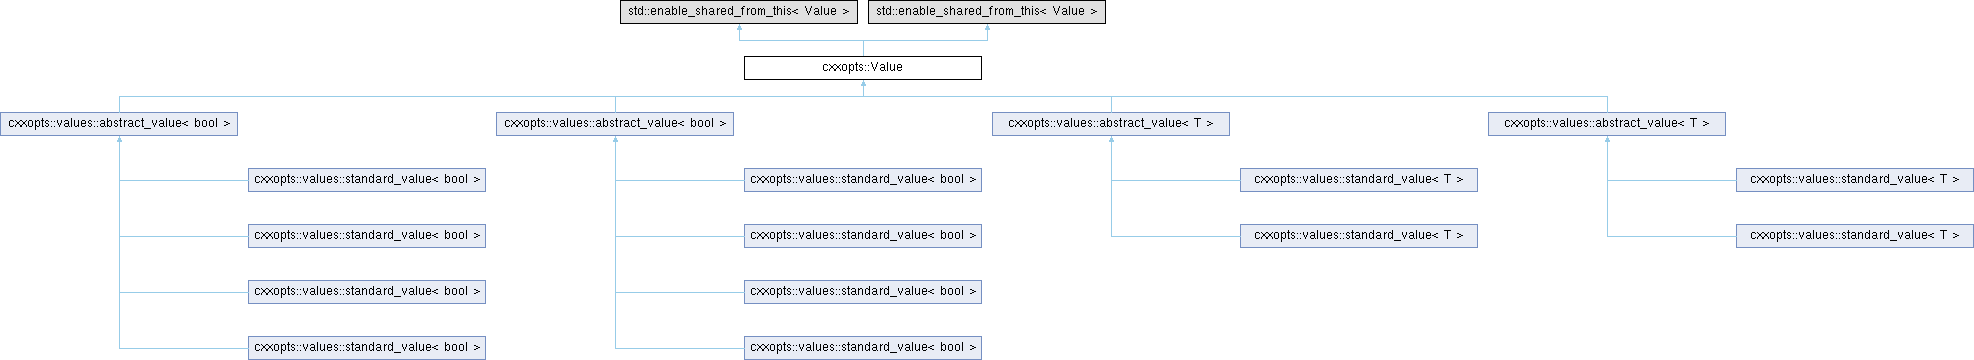 std::enable_shared_from_this< Value >
std::enable_shared_from_this< Value >
cxxopts::Value
cxxopts::values::abstract_value< bool >
cxxopts::values::abstract_value< bool >
cxxopts::values::abstract_value< T >
cxxopts::values::abstract_value< T >
cxxopts::values::standard_value< bool >
cxxopts::values::standard_value< bool >
cxxopts::values::standard_value< T >
cxxopts::values::standard_value< T >
cxxopts::values::standard_value< bool >
cxxopts::values::standard_value< bool >
cxxopts::values::standard_value< T >
cxxopts::values::standard_value< T >
cxxopts::values::standard_value< bool >
cxxopts::values::standard_value< bool >
cxxopts::values::standard_value< bool >
cxxopts::values::standard_value< bool >